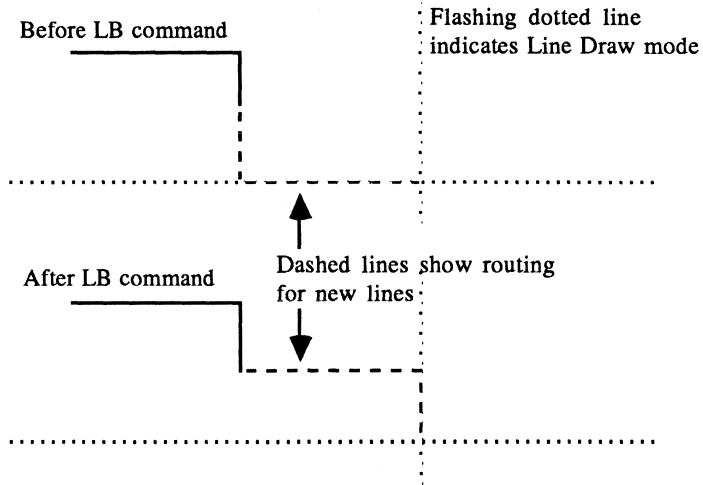 Before LB command
Flashing dotted line
indicates Line Draw mode
After LB command
Dashed lines show routing
for new lines